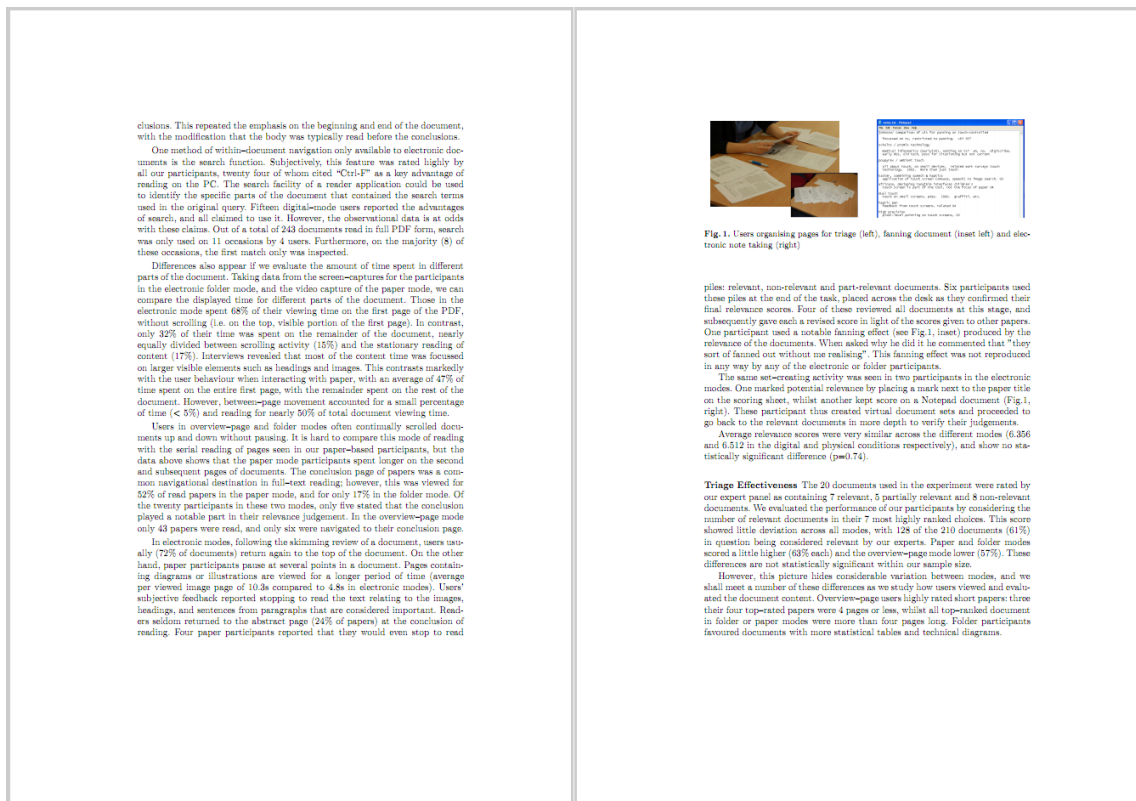 clusions. This repeated the emphasis on the beginning and end of the document,
with the modification that the body was typically read before the conclusions.
One method of within–document navigation only available to electronic doc-
uments is the search function. Subjectively, this feature was rated highly by
all our participants, twenty four of whom cited "Ctrl-F" as a key advantage of
reading on the PC. The search facility of a reader application could be used
to identify the specific parts of the document that contained the search terms
used in the original query. Fifteen digital–mode users reported the advantages
of search, and all claimed to use it. However, the observational data is at odds
with these claims. Out of a total of 243 documents read in full PDF form, search
was only used on 11 occasions by 4 users. Furthermore, on the majority (8) of
these occasions, the first match only was inspected.
Differences also appear if we evaluate the amount of time spent in different
parts of the document. Taking data from the screen–captures for the participants
in the electronic folder mode, and the video capture of the paper mode, we can
compare the displayed time for different parts of the document. Those in the
electronic mode spent 68% of their viewing time on the first page of the PDF,
without scrolling (i.e. on the top, visible portion of the first page). In contrast,
only 32% of their time was spent on the remainder of the document, nearly
equally divided between scrolling activity (15%) and the stationary reading of
content (17%). Interviews revealed that most of the content time was focussed
on larger visible elements such as headings and images. This contrasts markedly
with the user behaviour when interacting with paper, with an average of 47% of
time spent on the entire first page, with the remainder spent on the rest of the
document. However, between–page movement accounted for a small percentage
of time (< 5%) and reading for nearly 50% of total document viewing time.
Users in overview–page and folder modes often continually scrolled doc-
uments up and down without pausing. It is hard to compare this mode of reading
with the serial reading of pages seen in our paper–based participants, but the
data above shows that the paper mode participants spent longer on the second
and subsequent pages of documents. The conclusion page of papers was a com-
mon navigational destination in full–text reading; however, this was viewed for
52% of read papers in the paper mode, and for only 17% in the folder mode. Of
the twenty participants in these two modes, only five stated that the conclusion
played a notable part in their relevance judgement. In the overview–page mode
only 43 papers were read, and only six were navigated to their conclusion page.
In electronic modes, following the skimming review of a document, users usu-
ally (72% of documents) return again to the top of the document. On the other
hand, paper participants pause at several points in a document. Pages contain-
ing diagrams or illustrations are viewed for a longer period of time (average
per viewed image page of 10.3s compared to 4.8s in electronic modes). Users'
subjective feedback reported stopping to read the text relating to the images,
headings, and sentences from paragraphs that are considered important. Read-
ers seldom returned to the abstract page (24% of papers) at the conclusion of
reading. Four paper participants reported that they would even stop to read
Fig. 1. Users organising pages for triage (left), fanning document (inset left) and elec-
tronic note taking (right)
piles: relevant, non-relevant and part-relevant documents. Six participants used
these piles at the end of the task, placed across the desk as they confirmed their
final relevance scores. Four of these reviewed all documents at this stage, and
subsequently gave each a revised score in light of the scores given to other papers.
One participant used a notable fanning effect (see Fig.1, inset) produced by the
relevance of the documents. When asked why he did it he commented that "they
sort of fanned out without me realising". This fanning effect was not reproduced
in any way by any of the electronic or folder participants.
The same set–creating activity was seen in two participants in the electronic
modes. One marked potential relevance by placing a mark next to the paper title
on the scoring sheet, whilst another kept score on a Notepad document (Fig.1,
right). These participant thus created virtual document sets and proceeded to
go back to the relevant documents in more depth to verify their judgements.
Average relevance scores were very similar across the different modes (6.356
and 6.512 in the digital and physical conditions respectively), and show no sta-
tistically significant difference (p=0.74).
Triage Effectiveness The 20 documents used in the experiment were rated by
our expert panel as containing 7 relevant, 5 partially relevant and 8 non-relevant
documents. We evaluated the performance of our participants by considering the
number of relevant documents in their 7 most highly ranked choices. This score
showed little deviation across all modes, with 128 of the 210 documents (61%)
in question being considered relevant by our experts. Paper and folder modes
scored a little higher (63% each) and the overview–page mode lower (57%). These
differences are not statistically significant within our sample size.
However, this picture hides considerable variation between modes, and we
shall meet a number of these differences as we study how users viewed and evalu-
ated the document content. Overview–page users highly rated short papers: three
their four top–rated papers were 4 pages or less, whilst all top–ranked document
in folder or paper modes were more than four pages long. Folder participants
favoured documents with more statistical tables and technical diagrams.